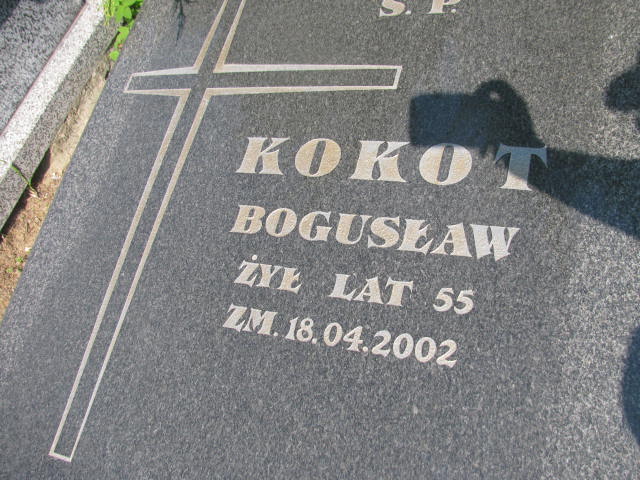 Ś. P.
KOKOT
BOGUSŁAW
ŻYŁ LAT 55
ZM. 18.04.2002